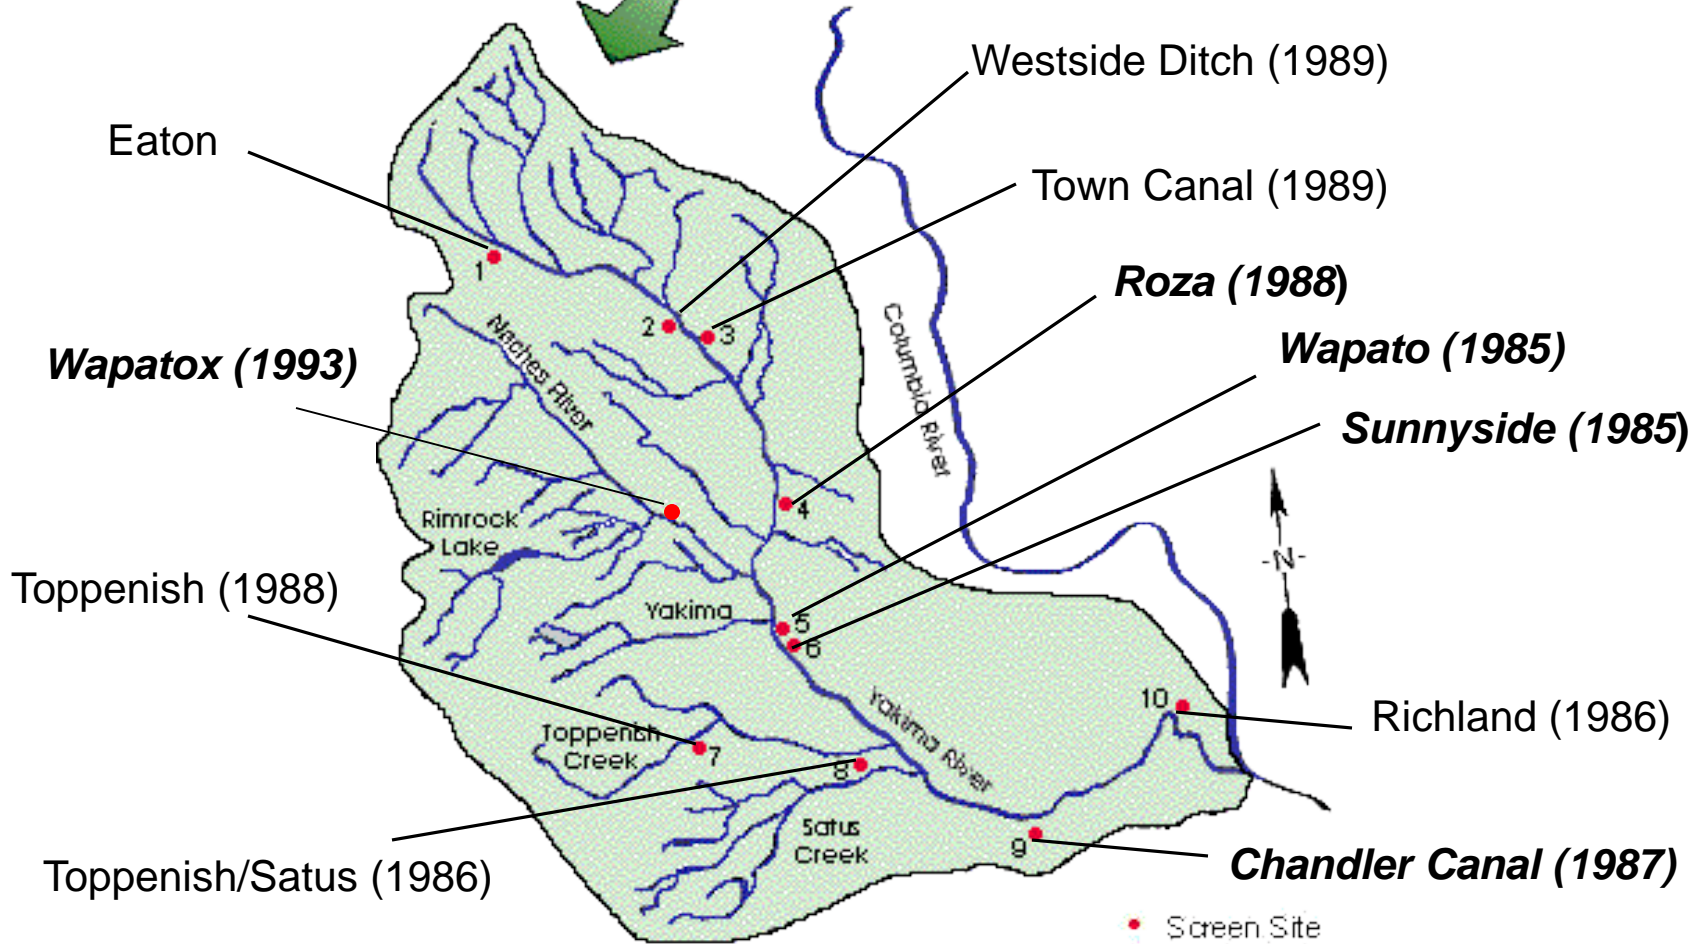 Westside Ditch (1989)
Eaton
Town Canal (1989)
1
Roza (1988)
2
3
Naches River
Columbia River
Wapatox (1993)
Wapato (1985)
Sunnyside (1985)
4
Rimrock
Lake
-N-
Toppenish (1988)
Yakima
5
6
Yakima River
10
Richland (1986)
Toppenish
Creek
7
8
Satus
Creek
9
Toppenish/Satus (1986)
Chandler Canal (1987)
Screen Site